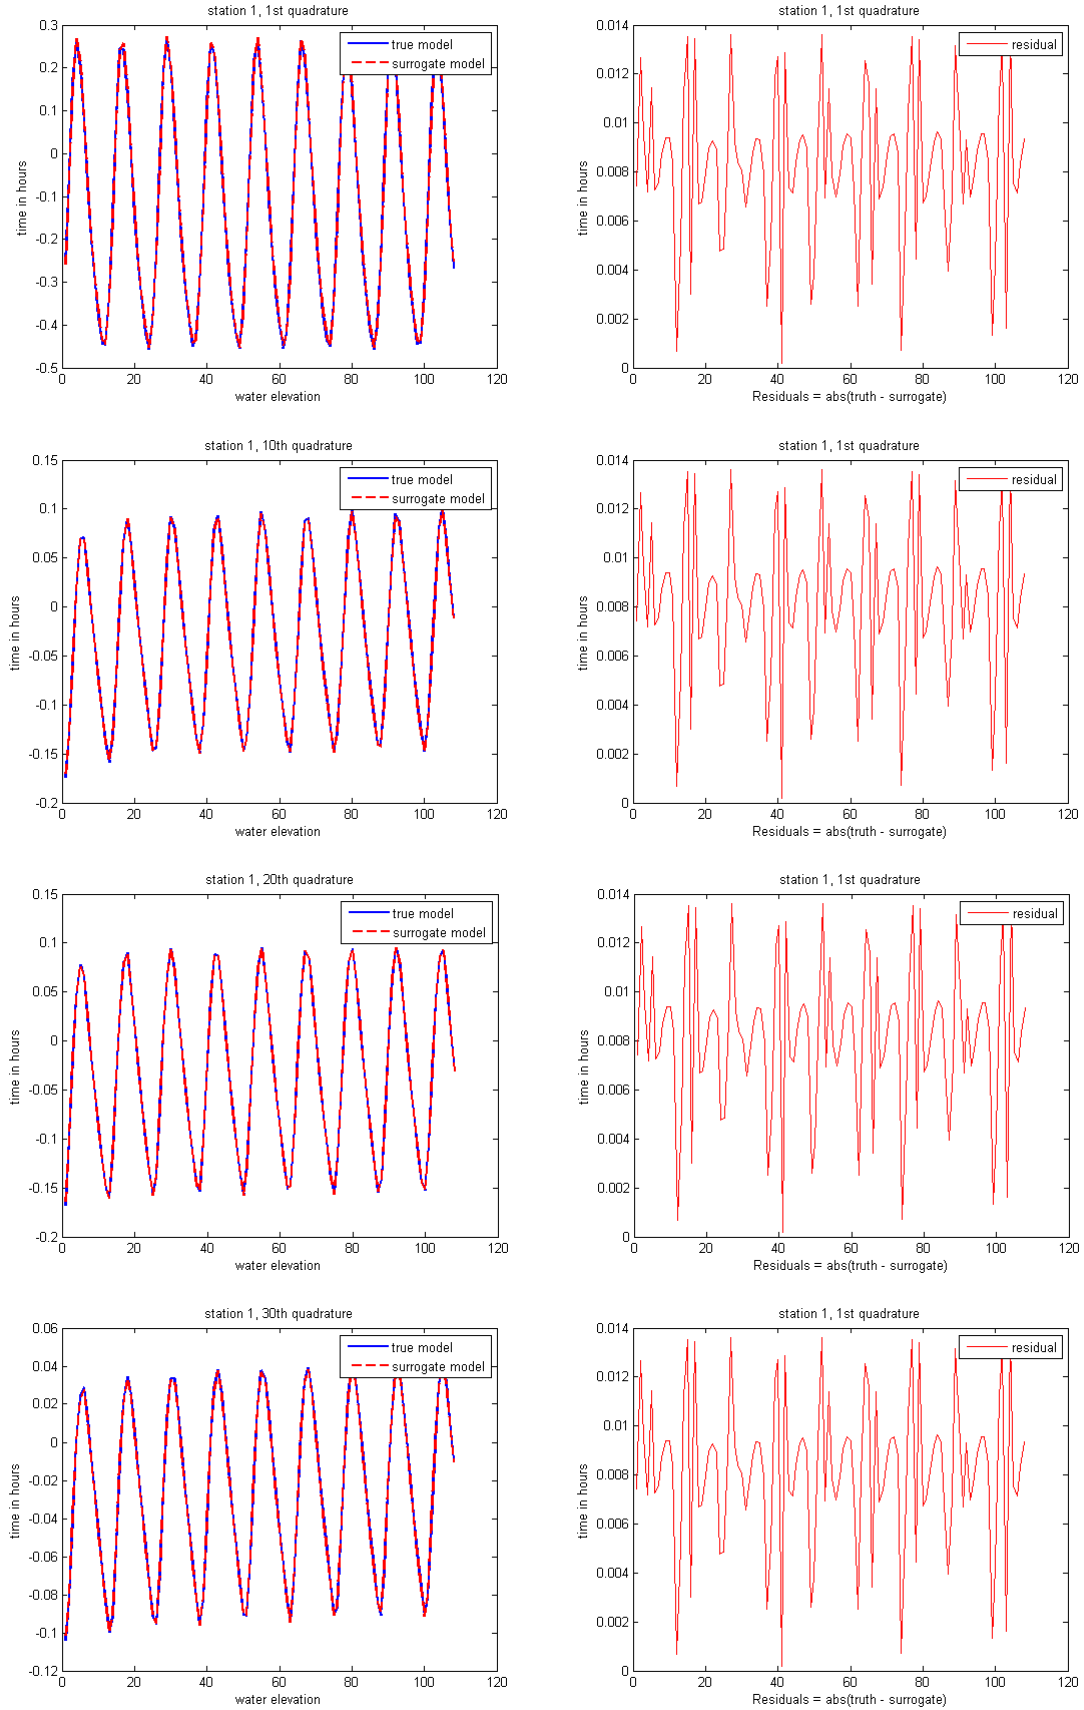 station 1, 1st quadrature
0.3
0.2
0.1
0
-0.1
-0.2
-0.3
-0.4
-0.5
time in hours
true model
surrogate model
0 20 40 60 80 100 120
water elevation
station 1, 1st quadrature
0.014
0.012
0.01
0.008
0.006
0.004
0.002
0
time in hours
residual
0 20 40 60 80 100 120
Residuals = abs(truth - surrogate)
station 1, 10th quadrature
0.15
0.1
0.05
0
-0.05
-0.1
-0.15
-0.2
time in hours
true model
surrogate model
0 20 40 60 80 100 120
water elevation
station 1, 1st quadrature
0.014
0.012
0.01
0.008
0.006
0.004
0.002
0
time in hours
residual
0 20 40 60 80 100 120
Residuals = abs(truth - surrogate)
station 1, 20th quadrature
0.15
0.1
0.05
0
-0.05
-0.1
-0.15
-0.2
time in hours
true model
surrogate model
0 20 40 60 80 100 120
water elevation
station 1, 1st quadrature
0.014
0.012
0.01
0.008
0.006
0.004
0.002
0
time in hours
residual
0 20 40 60 80 100 120
Residuals = abs(truth - surrogate)
station 1, 30th quadrature
0.06
0.04
0.02
0
-0.02
-0.04
-0.06
-0.08
-0.1
-0.12
time in hours
true model
surrogate model
0 20 40 60 80 100 120
water elevation
station 1, 1st quadrature
0.014
0.012
0.01
0.008
0.006
0.004
0.002
0
time in hours
residual
0 20 40 60 80 100 120
Residuals = abs(truth - surrogate)